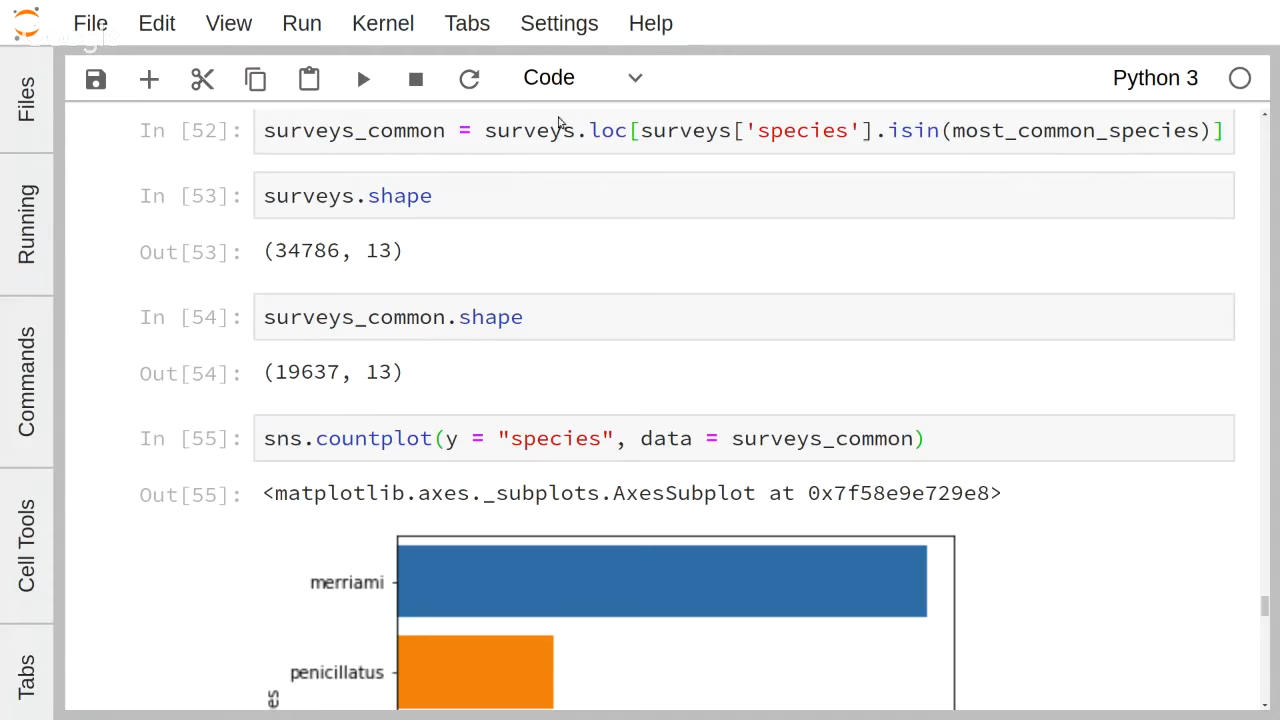 File Edit View Run Kernel Tabs Settings Help
Code Python 3
Files
Running
Commands
Cell Tools
Tabs
In [52]: surveys_common = surveys.loc[surveys['species'].isin(most_common_species)]
In [53]: surveys.shape
Out[53]: (34786, 13)
In [54]: surveys_common.shape
Out[54]: (19637, 13)
In [55]: sns.countplot(y = "species", data = surveys_common)
Out[55]: <matplotlib.axes._subplots.AxesSubplot at 0x7f58e9e729e8>
merriami
penicillatus
es